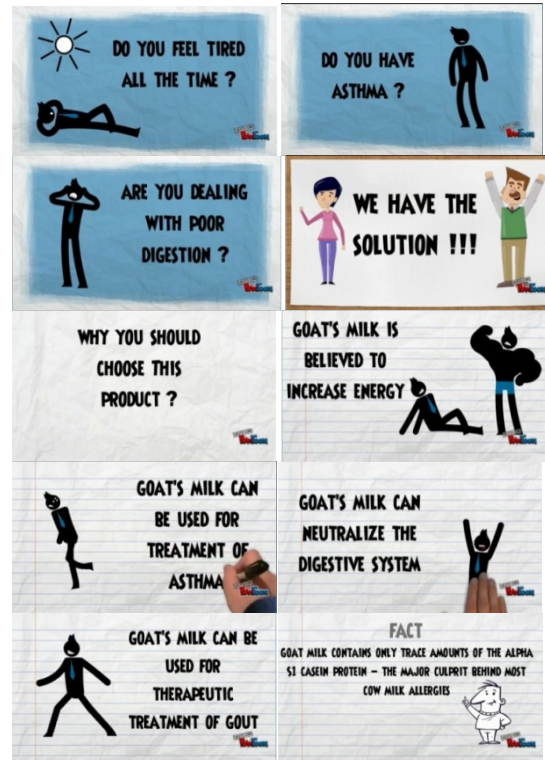 DO YOU FEEL TIRED
ALL THE TIME ?
DO YOU HAVE
ASTHMA ?
ARE YOU DEALING
WITH POOR
DIGESTION ?
WE HAVE THE
SOLUTION !!!
WHY YOU SHOULD
CHOOSE THIS
PRODUCT ?
GOAT'S MILK IS
BELIEVED TO
INCREASE ENERGY
GOAT'S MILK CAN
BE USED FOR
TREATMENT OF
ASTHMA
GOAT'S MILK CAN
NEUTRALIZE THE
DIGESTIVE SYSTEM
GOAT'S MILK CAN BE
USED FOR
THERAPEUTIC
TREATMENT OF GOUT
FACT
GOAT MILK CONTAINS ONLY TRACE AMOUNTS OF THE ALPHA
S1 CASEIN PROTEIN – THE MAJOR CULPRIT BEHIND MOST
COW MILK ALLERGIES